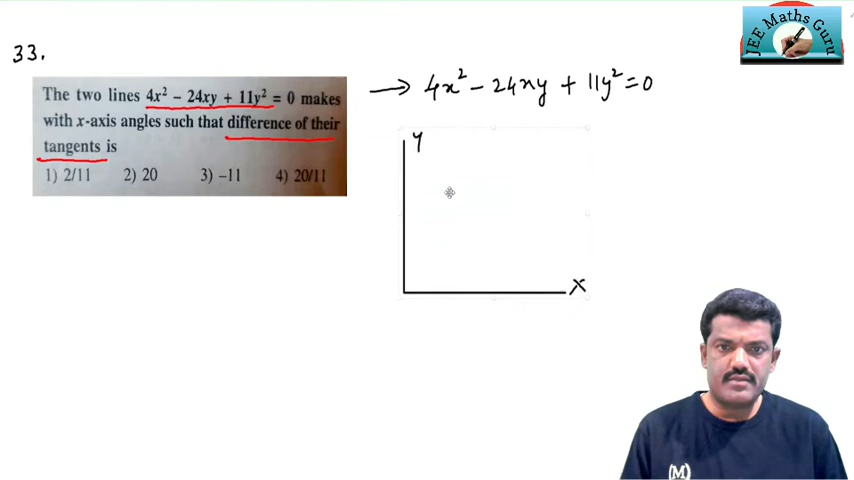 JEE Maths Guru
33.
The two lines 4x² − 24xy + 11y² = 0 makes
with x-axis angles such that difference of their
tangents is
1) 2/11 2) 20 3) −11 4) 20/11
→ 4x² − 24xy + 11y² = 0
Y
X
(M)